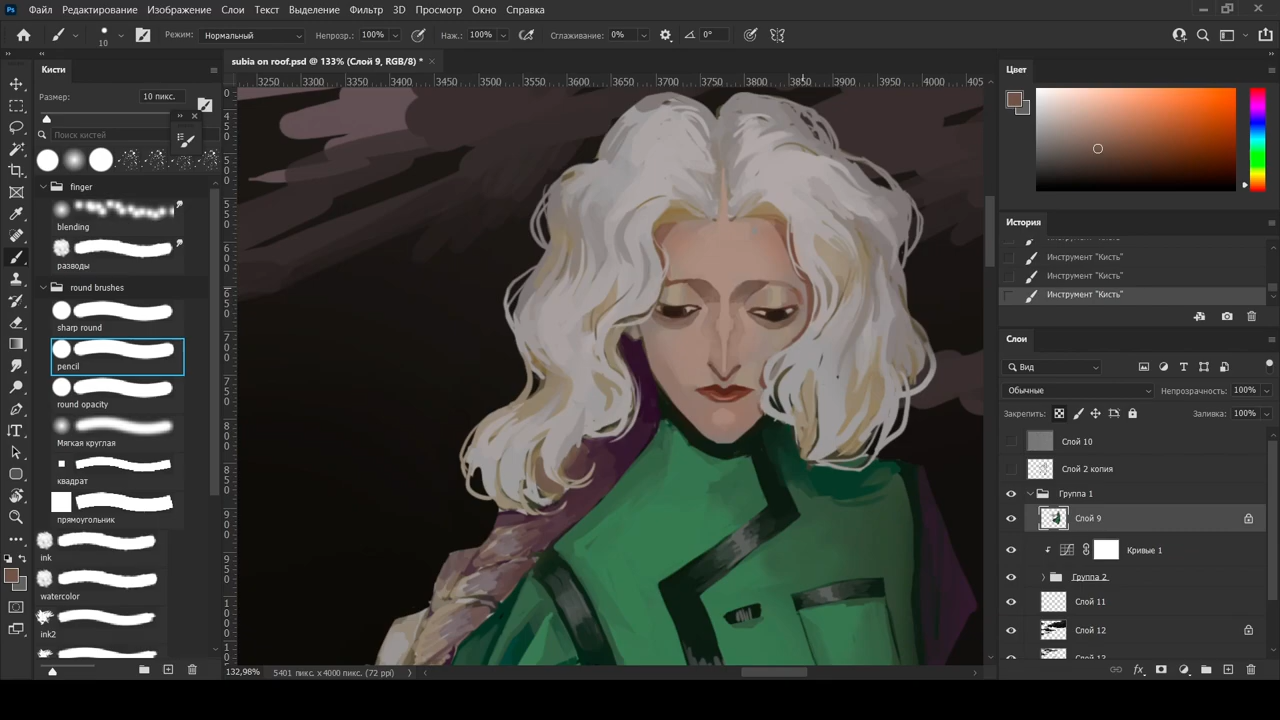 Ps Файл Редактирование Изображение Слои Текст Выделение Фильтр 3D Просмотр Окно Справка
10 Режим: Нормальный Непрозр.: 100% Наж.: 100% Сглаживание: 0% 0°
Кисти
subia on roof.psd @ 133% (Слой 9, RGB/8) *
Размер: 10 пикс.
Поиск кистей
finger
blending
разводы
round brushes
sharp round
pencil
round opacity
Мягкая круглая
квадрат
прямоугольник
ink
watercolor
ink2
3250 3300 3350 3400 3450 3500 3550 3600 3650 3700 3750 3800 3850 3900 3950 4000 405
132,98% 5401 пикс. x 4000 пикс. (72 ppi)
Цвет
История
Инструмент "Кисть"
Инструмент "Кисть"
Инструмент "Кисть"
Слои
Вид
Обычные Непрозрачность: 100%
Закрепить: Заливка: 100%
Слой 10
Слой 2 копия
Группа 1
Слой 9
Кривые 1
Группа 2
Слой 11
Слой 12
fx